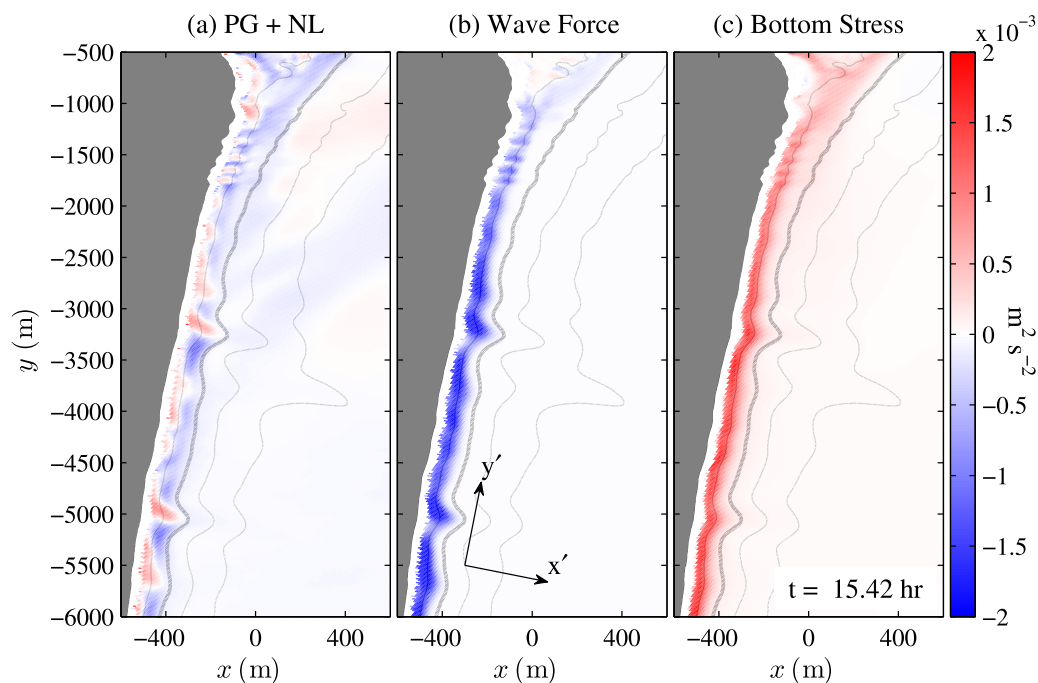 (a) PG + NL (b) Wave Force (c) Bottom Stress x 10⁻³
−500 2
−1000 1.5
−1500
−2000 1
−2500 0.5
−3000
y (m) 0 m² s⁻²
−3500
−4000 −0.5
−4500 y′
−5000 −1
x′ −1.5
−5500
t = 15.42 hr
−6000 −2
−400 0 400 −400 0 400 −400 0 400
x (m) x (m) x (m)